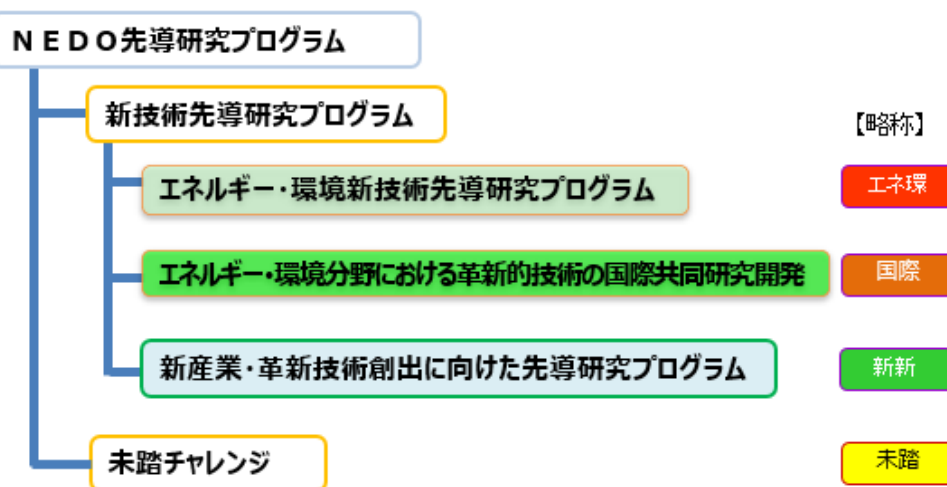 ＮＥＤＯ先導研究プログラム
新技術先導研究プログラム
【略称】
エネルギー・環境新技術先導研究プログラム
エネ環
エネルギー・環境分野における革新的技術の国際共同研究開発
国際
新産業・革新技術創出に向けた先導研究プログラム
新新
未踏チャレンジ
未踏